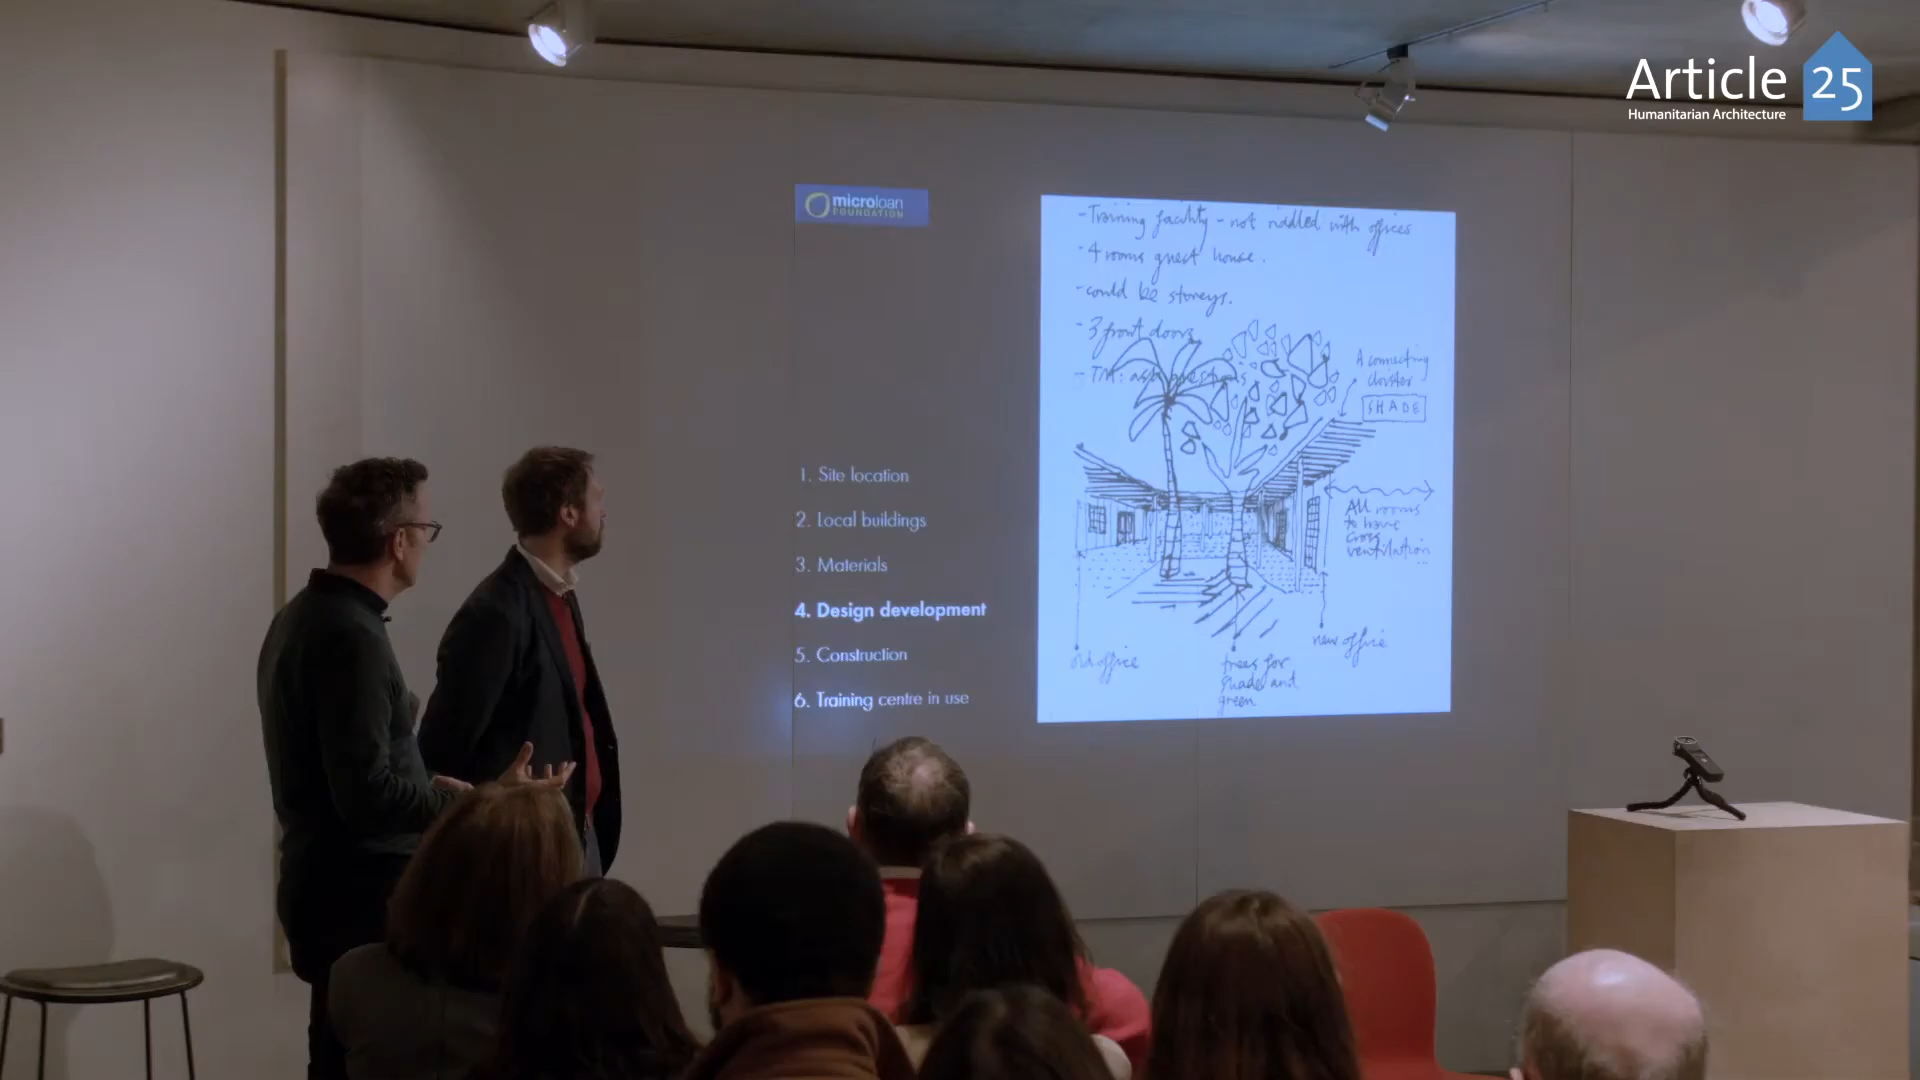 Article 25
Humanitarian Architecture
microloan
FOUNDATION
1. Site location
2. Local buildings
3. Materials
4. Design development
5. Construction
6. Training centre in use
- Training facility - not riddled with offices
- 4 rooms guest house.
- could be storeys.
- 3 front doors
- TM: ask questions
A connecting
cloister
SHADE
All rooms
to have
cross
ventilation
old office
trees for
shade and
green
new office